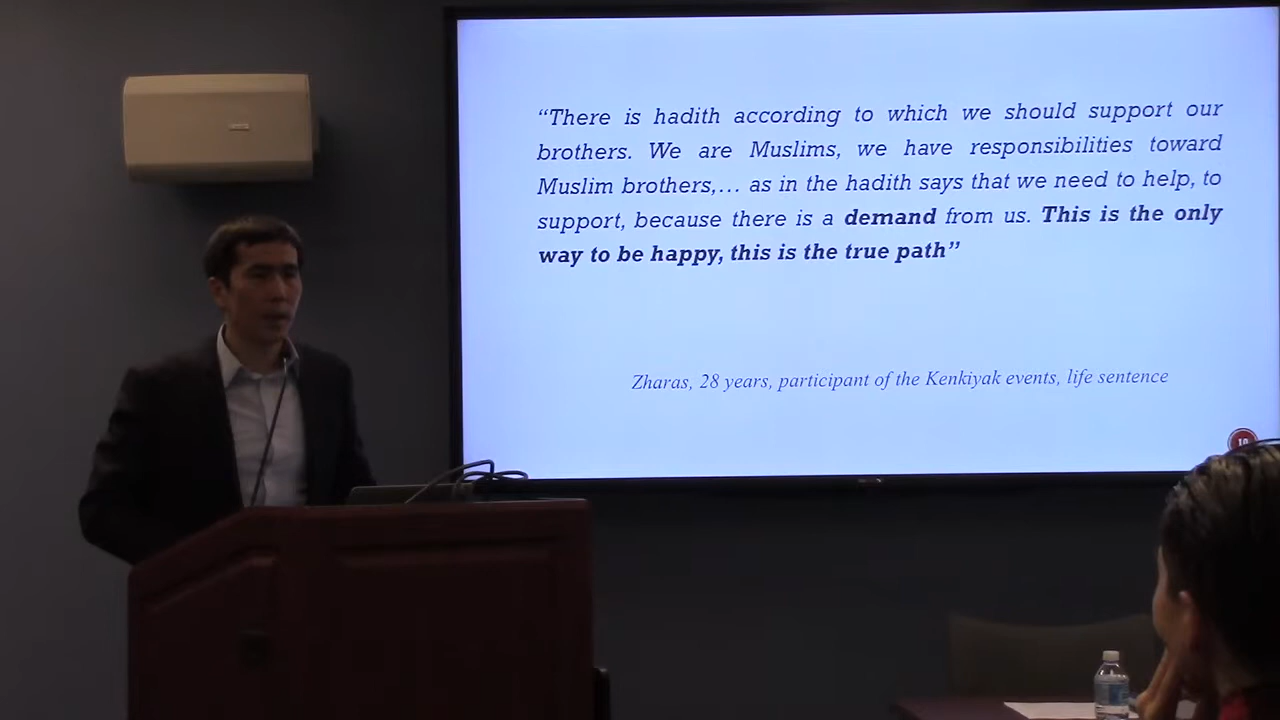 “There is hadith according to which we should support our
brothers. We are Muslims, we have responsibilities toward
Muslim brothers,... as in the hadith says that we need to help, to
support, because there is a demand from us. This is the only
way to be happy, this is the true path”
Zharas, 28 years, participant of the Kenkiyak events, life sentence